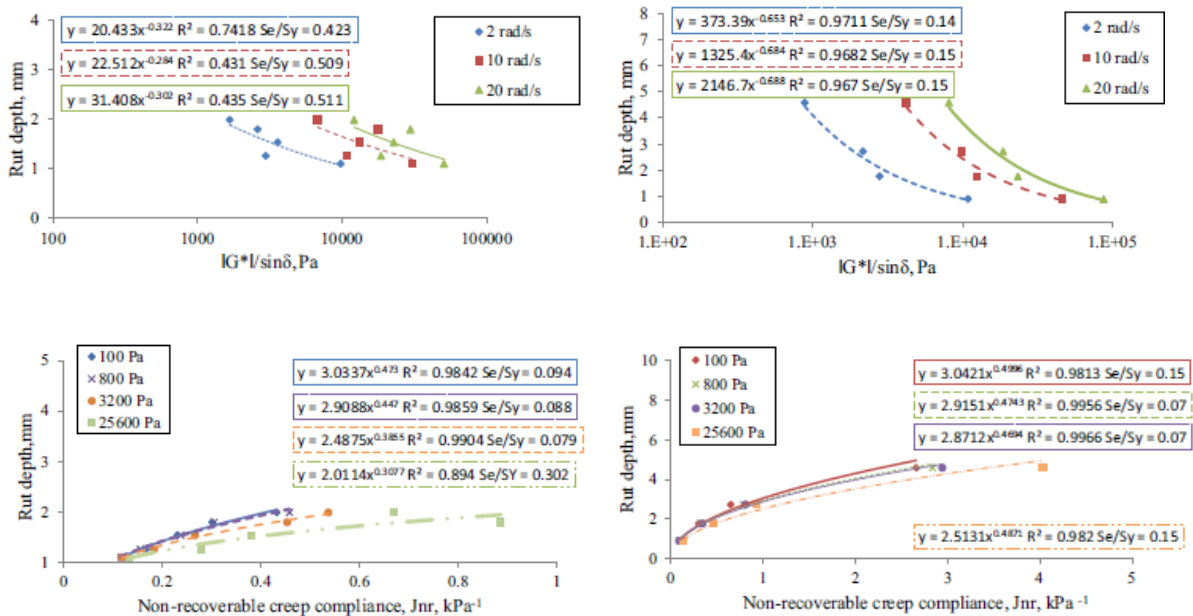 y = 20.433x^-0.322 R² = 0.7418 Se/Sy = 0.423
y = 22.512x^-0.284 R² = 0.431 Se/Sy = 0.509
y = 31.408x^-0.302 R² = 0.435 Se/Sy = 0.511
2 rad/s
10 rad/s
20 rad/s
Rut depth, mm
4
3
2
1
0
100
1000
10000
100000
|G*|/sinδ, Pa
y = 373.39x^-0.653 R² = 0.9711 Se/Sy = 0.14
y = 1325.4x^-0.684 R² = 0.9682 Se/Sy = 0.15
y = 2146.7x^-0.688 R² = 0.967 Se/Sy = 0.15
2 rad/s
10 rad/s
20 rad/s
Rut depth, mm
8
7
6
5
4
3
2
1
0
1.E+02
1.E+03
1.E+04
1.E+05
|G*|/sinδ, Pa
100 Pa
800 Pa
3200 Pa
25600 Pa
y = 3.0337x^0.473 R² = 0.9842 Se/Sy = 0.094
y = 2.9088x^0.447 R² = 0.9859 Se/Sy = 0.088
y = 2.4875x^0.3855 R² = 0.9904 Se/Sy = 0.079
y = 2.0114x^0.3077 R² = 0.894 Se/SY = 0.302
Rut depth,mm
5
4
3
2
1
0
0.2
0.4
0.6
0.8
1
Non-recoverable creep compliance, Jnr, kPa⁻¹
100 Pa
800 Pa
3200 Pa
25600 Pa
y = 3.0421x^0.4996 R² = 0.9813 Se/Sy = 0.15
y = 2.9151x^0.4743 R² = 0.9956 Se/Sy = 0.07
y = 2.8712x^0.4694 R² = 0.9966 Se/Sy = 0.07
y = 2.5131x^0.4871 R² = 0.982 Se/Sy = 0.15
Rut depth,mm
10
8
6
4
2
0
0
1
2
3
4
5
Non-recoverable creep compliance, Jnr, kPa ⁻¹